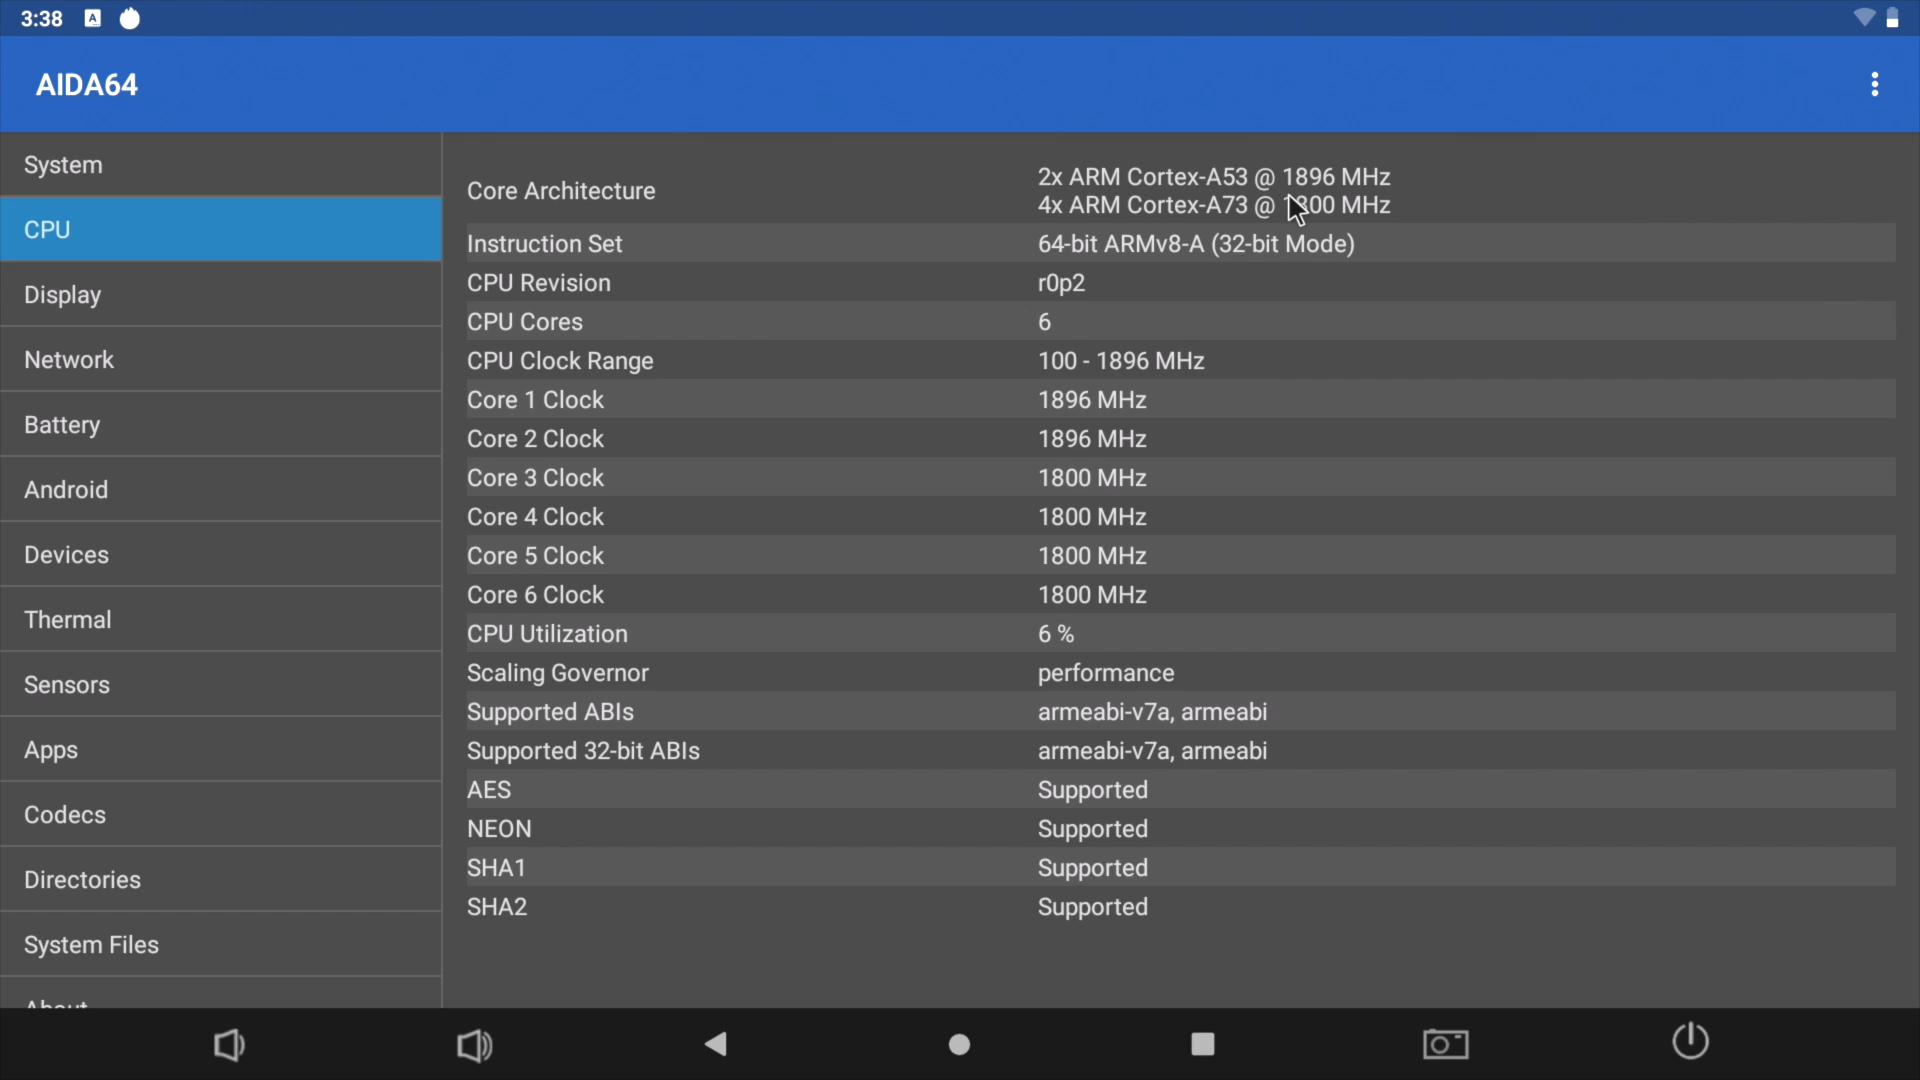 3:38
AIDA64
System
CPU
Display
Network
Battery
Android
Devices
Thermal
Sensors
Apps
Codecs
Directories
System Files
About
Core Architecture 2x ARM Cortex-A53 @ 1896 MHz
4x ARM Cortex-A73 @ 1800 MHz
Instruction Set 64-bit ARMv8-A (32-bit Mode)
CPU Revision r0p2
CPU Cores 6
CPU Clock Range 100 - 1896 MHz
Core 1 Clock 1896 MHz
Core 2 Clock 1896 MHz
Core 3 Clock 1800 MHz
Core 4 Clock 1800 MHz
Core 5 Clock 1800 MHz
Core 6 Clock 1800 MHz
CPU Utilization 6 %
Scaling Governor performance
Supported ABIs armeabi-v7a, armeabi
Supported 32-bit ABIs armeabi-v7a, armeabi
AES Supported
NEON Supported
SHA1 Supported
SHA2 Supported